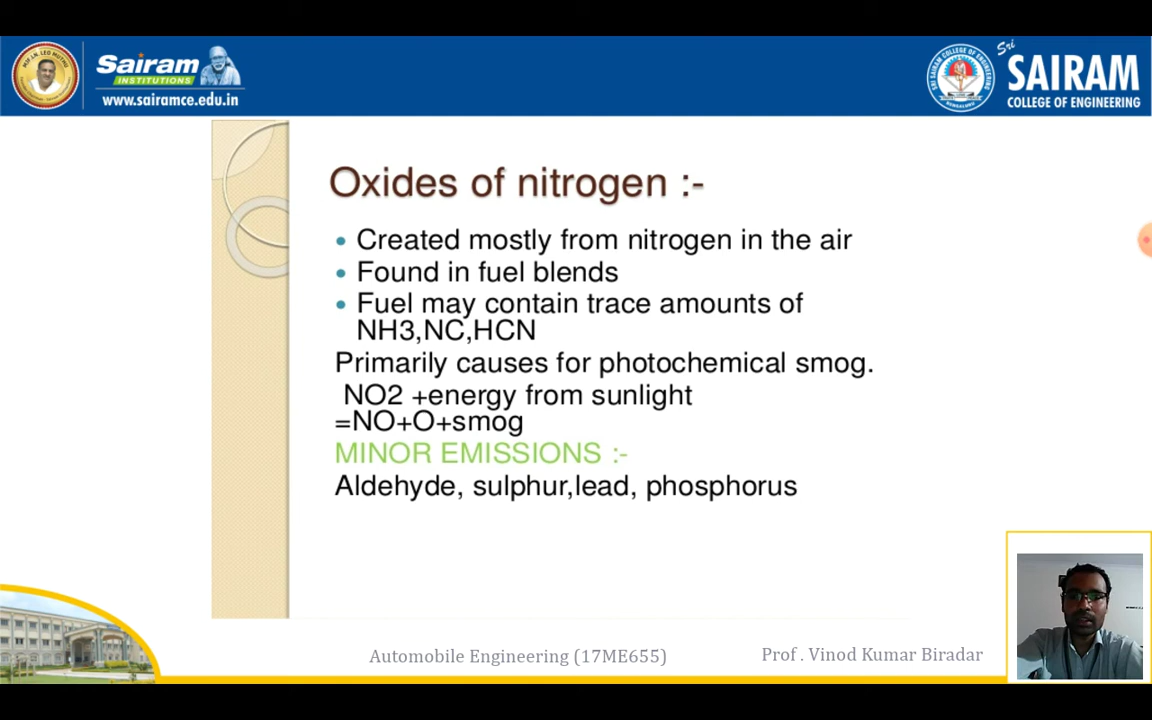 Sairam
INSTITUTIONS
www.sairamce.edu.in
Sri
SAIRAM
COLLEGE OF ENGINEERING
Oxides of nitrogen :-
• Created mostly from nitrogen in the air
• Found in fuel blends
• Fuel may contain trace amounts of
NH3,NC,HCN
Primarily causes for photochemical smog.
NO2 +energy from sunlight
=NO+O+smog
MINOR EMISSIONS :-
Aldehyde, sulphur,lead, phosphorus
Automobile Engineering (17ME655)
Prof . Vinod Kumar Biradar